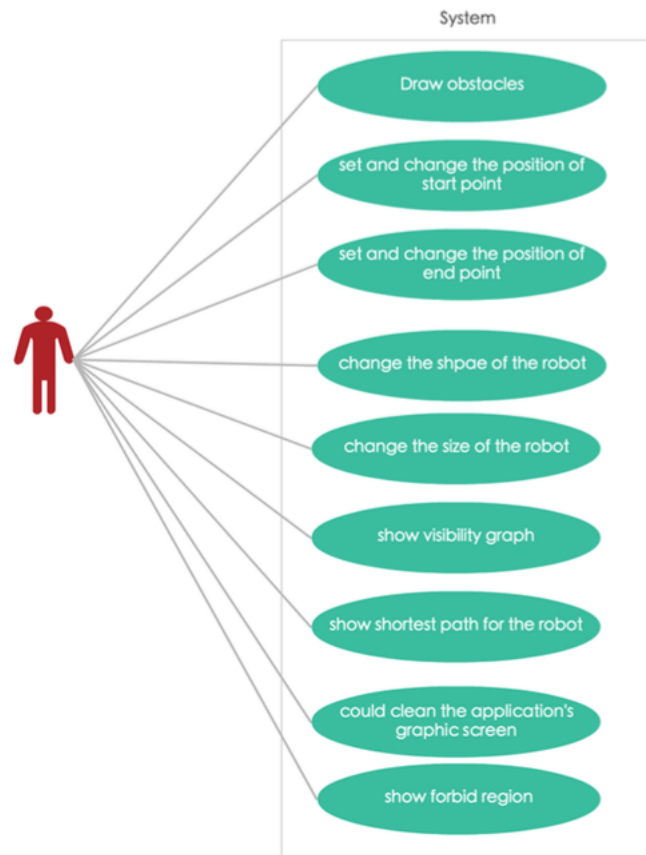 System
Draw obstacles
set and change the position of
start point
set and change the position of
end point
change the shpae of the robot
change the size of the robot
show visibility graph
show shortest path for the robot
could clean the application's
graphic screen
show forbid region